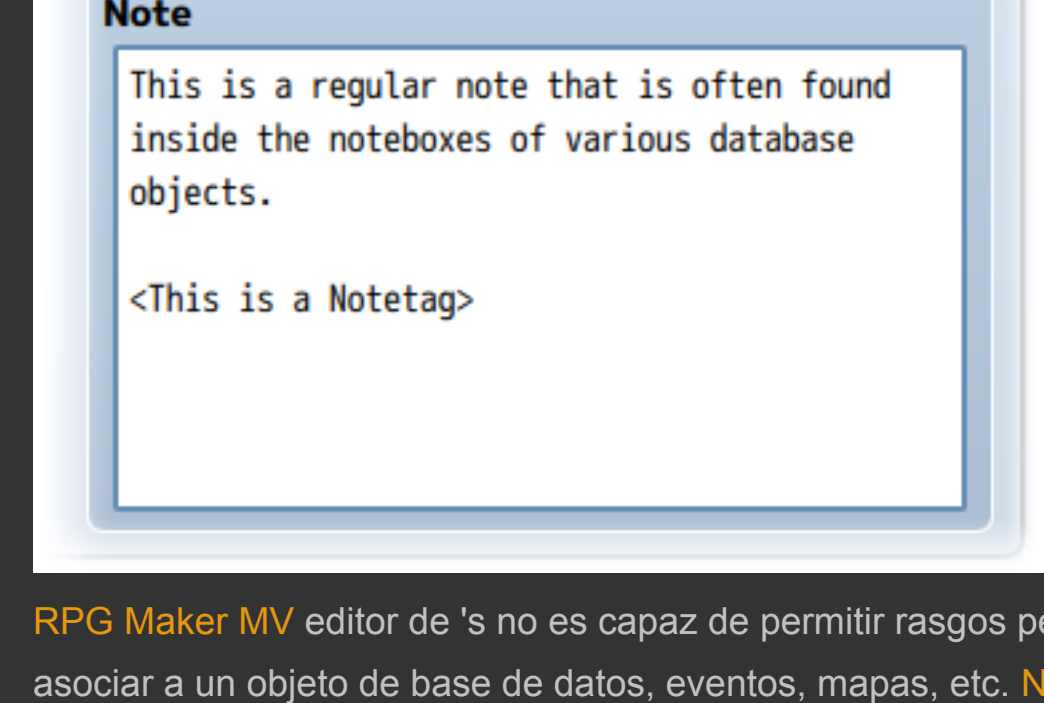 Note
This is a regular note that is often found
inside the noteboxes of various database
objects.
<This is a Notetag>
RPG Maker MV editor de 's no es capaz de permitir rasgos
asociar a un objeto de base de datos, eventos, mapas, etc.